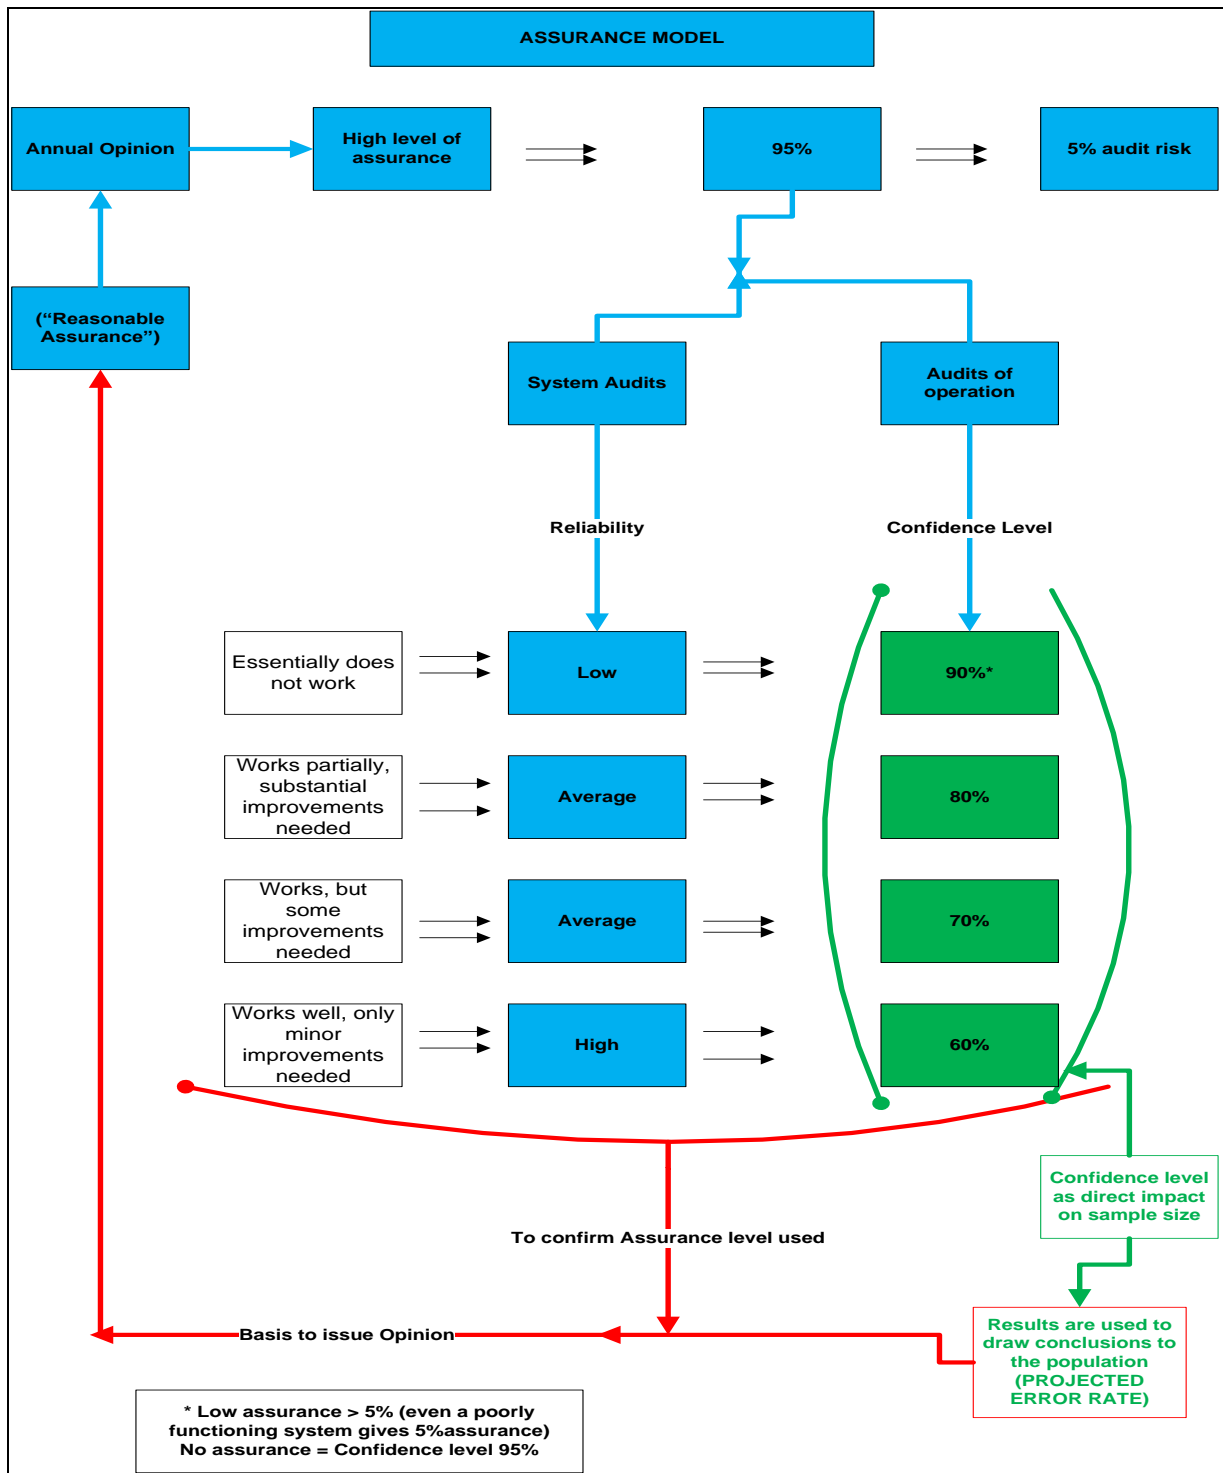 ASSURANCE MODEL
Annual Opinion
High level of
assurance
95%
5% audit risk
(“Reasonable
Assurance”)
System Audits
Audits of
operation
Reliability
Confidence Level
Essentially does
not work
Low
90%*
Works partially,
substantial
improvements
needed
Average
80%
Works, but
some
improvements
needed
Average
70%
Works well, only
minor
improvements
needed
High
60%
Confidence level
as direct impact
on sample size
To confirm Assurance level used
Basis to issue Opinion
Results are used to
draw conclusions to
the population
(PROJECTED
ERROR RATE)
* Low assurance > 5% (even a poorly
functioning system gives 5%assurance)
No assurance = Confidence level 95%